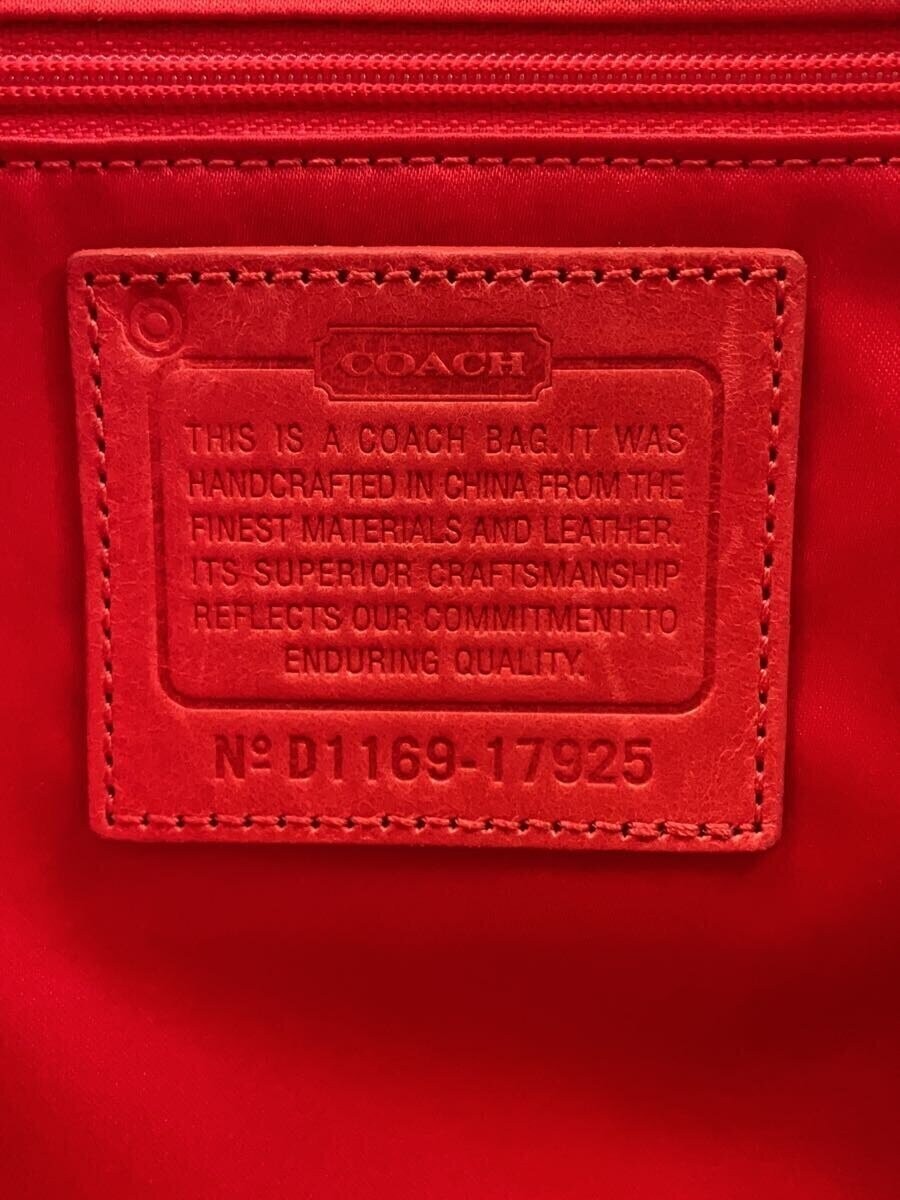 COACH
THIS IS A COACH BAG. IT WAS
HANDCRAFTED IN CHINA FROM THE
FINEST MATERIALS AND LEATHER.
ITS SUPERIOR CRAFTSMANSHIP
REFLECTS OUR COMMITMENT TO
ENDURING QUALITY.
Nº D1169-17925